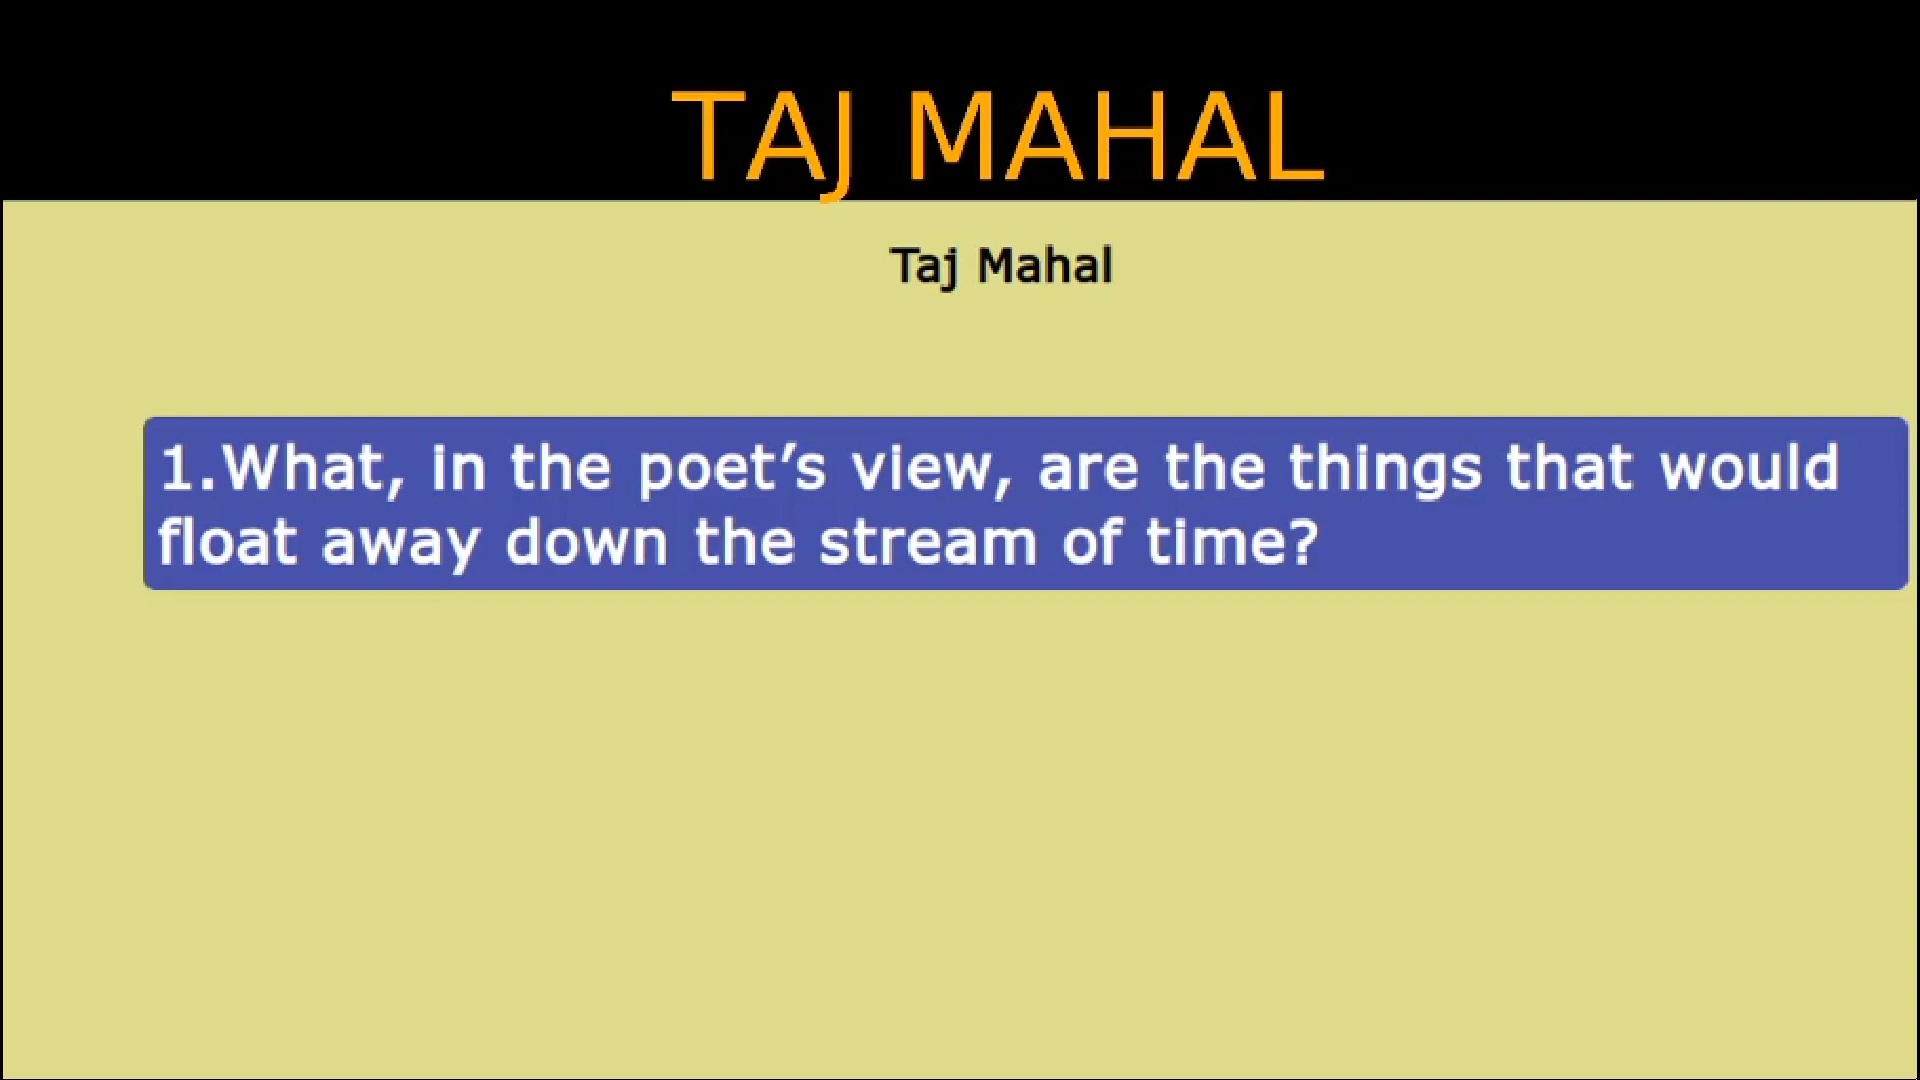 TAJ MAHAL
Taj Mahal
1.What, in the poet’s view, are the things that would
float away down the stream of time?